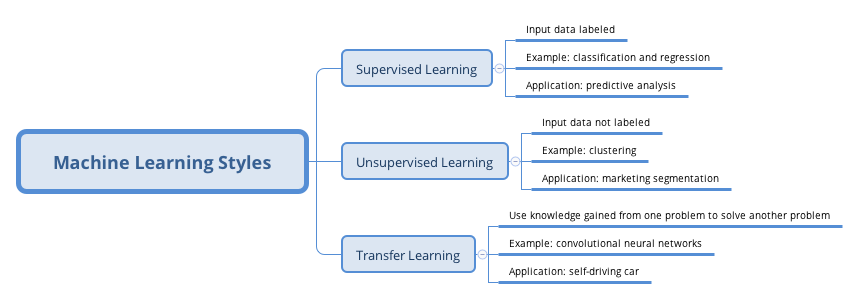 Machine Learning Styles
Supervised Learning
Input data labeled
Example: classification and regression
Application: predictive analysis
Unsupervised Learning
Input data not labeled
Example: clustering
Application: marketing segmentation
Transfer Learning
Use knowledge gained from one problem to solve another problem
Example: convolutional neural networks
Application: self-driving car